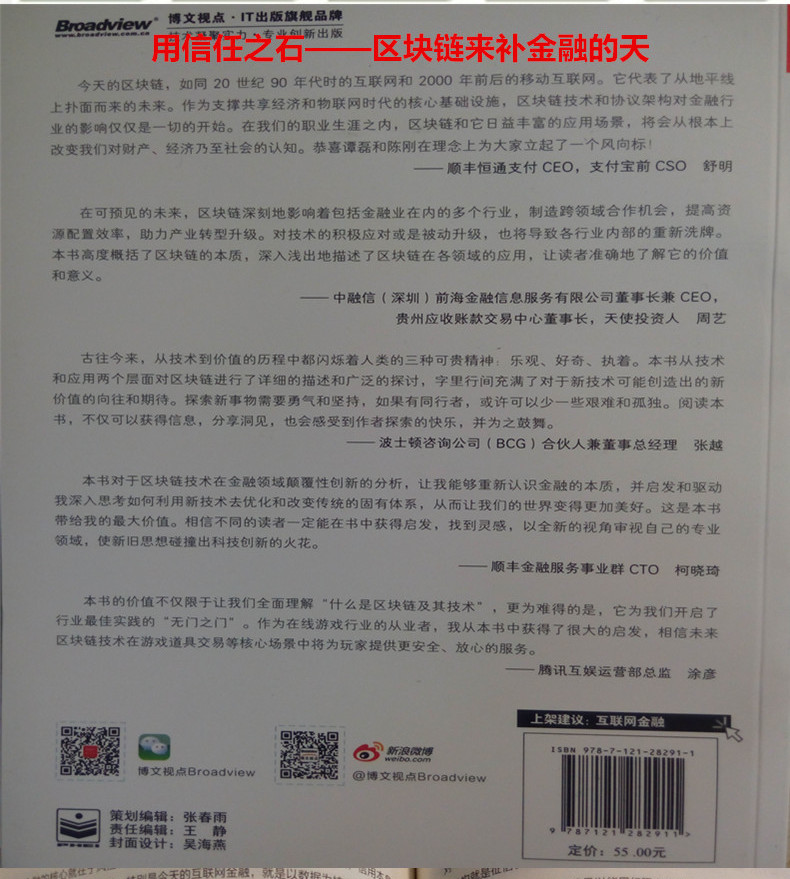 Broadview®
www.broadview.com.cn
博文视点·IT出版旗舰品牌
技术凝聚实力·专业创新出版
用信任之石——区块链来补金融的天
今天的区块链，如同 20 世纪 90 年代时的互联网和 2000 年前后的移动互联网。它代表了从地平线
上扑面而来的未来。作为支撑共享经济和物联网时代的核心基础设施，区块链技术和协议架构对金融行
业的影响仅仅是一切的开始。在我们的职业生涯之内，区块链和它日益丰富的应用场景，将会从根本上
改变我们对财产、经济乃至社会的认知。恭喜谭磊和陈刚在理念上为大家立起了一个风向标！
——顺丰恒通支付 CEO，支付宝前 CSO 舒明
在可预见的未来，区块链深刻地影响着包括金融业在内的多个行业，制造跨领域合作机会，提高资
源配置效率，助力产业转型升级。对技术的积极应对或是被动升级，也将导致各行业内部的重新洗牌。
本书高度概括了区块链的本质，深入浅出地描述了区块链在各领域的应用，让读者准确地了解它的价值
和意义。
——中融信（深圳）前海金融信息服务有限公司董事长兼 CEO，
贵州应收账款交易中心董事长，天使投资人 周艺
古往今来，从技术到价值的历程中都闪烁着人类的三种可贵精神：乐观、好奇、执着。本书从技术
和应用两个层面对区块链进行了详细的描述和广泛的探讨，字里行间充满了对于新技术可能创造出的新
价值的向往和期待。探索新事物需要勇气和坚持，如果有同行者，或许可以少一些艰难和孤独。阅读本
书，不仅可以获得信息，分享洞见，也会感受到作者探索的快乐，并为之鼓舞。
——波士顿咨询公司（BCG）合伙人兼董事总经理 张越
本书对于区块链技术在金融领域颠覆性创新的分析，让我能够重新认识金融的本质，并启发和驱动
我深入思考如何利用新技术去优化和改变传统的固有体系，从而让我们的世界变得更加美好。这是本书
带给我的最大价值。相信不同的读者一定能在书中获得启发，找到灵感，以全新的视角审视自己的专业
领域，使新旧思想碰撞出科技创新的火花。
——顺丰金融服务事业群 CTO 柯晓琦
本书的价值不仅限于让我们全面理解“什么是区块链及其技术”，更为难得的是，它为我们开启了
行业最佳实践的“无门之门”。作为在线游戏行业的从业者，我从本书中获得了很大的启发，相信未来
区块链技术在游戏道具交易等核心场景中将为玩家提供更安全、放心的服务。
——腾讯互娱运营部总监 涂彦
博文视点Broadview
新浪微博
weibo.com
@博文视点Broadview
上架建议：互联网金融
ISBN 978-7-121-28291-1
9 787121 282911 >
定价：55.00元
PHEI
策划编辑：张春雨
责任编辑：王 静
封面设计：吴海燕